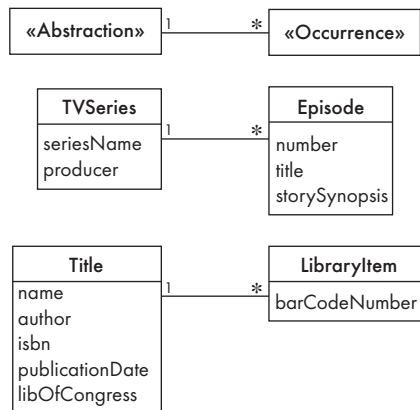 «Abstraction» 1 * «Occurrence»
TVSeries
seriesName
producer
1 *
Episode
number
title
storySynopsis
Title
name
author
isbn
publicationDate
libOfCongress
1 *
LibraryItem
barCodeNumber